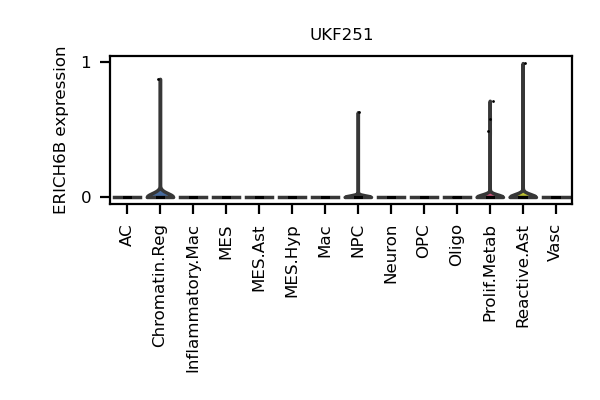 UKF251
ERICH6B expression
1
0
AC
Chromatin.Reg
Inflammatory.Mac
MES
MES.Ast
MES.Hyp
Mac
NPC
Neuron
OPC
Oligo
Prolif.Metab
Reactive.Ast
Vasc